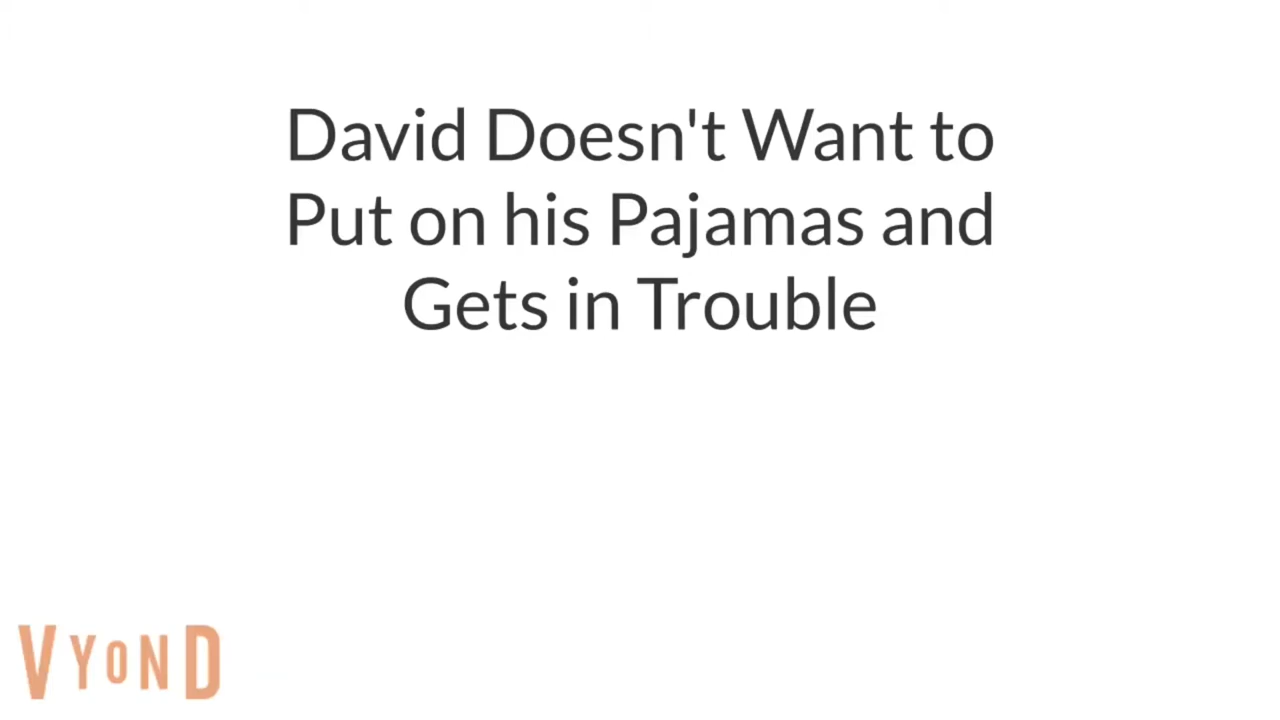 David Doesn't Want to
Put on his Pajamas and
Gets in Trouble
VYOND